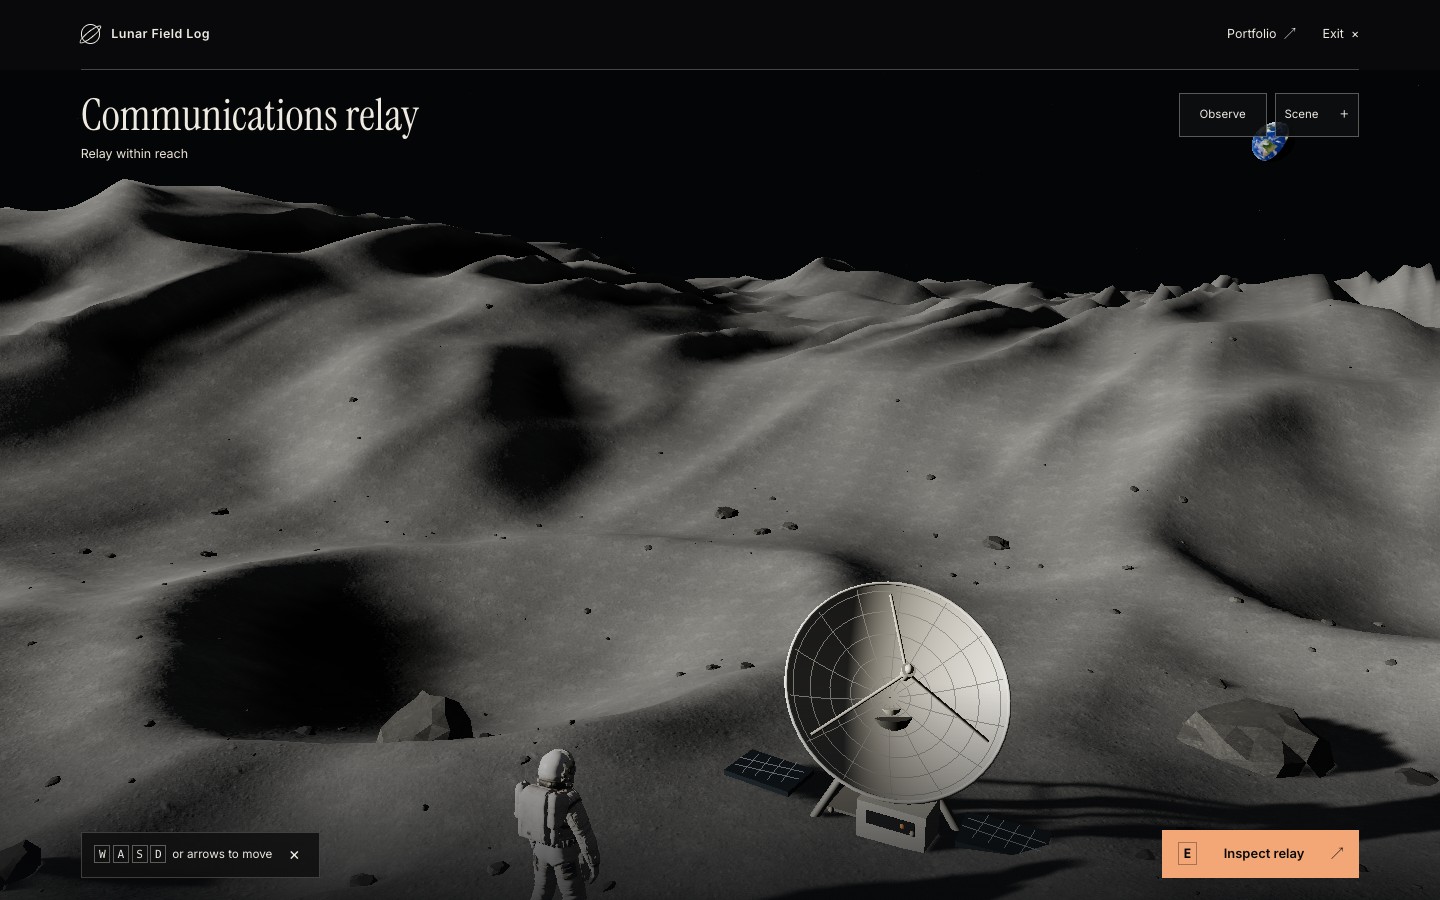 Lunar Field Log
Portfolio ↗ Exit ×
Communications relay
Relay within reach
Observe
Scene +
W A S D or arrows to move ×
E Inspect relay ↗